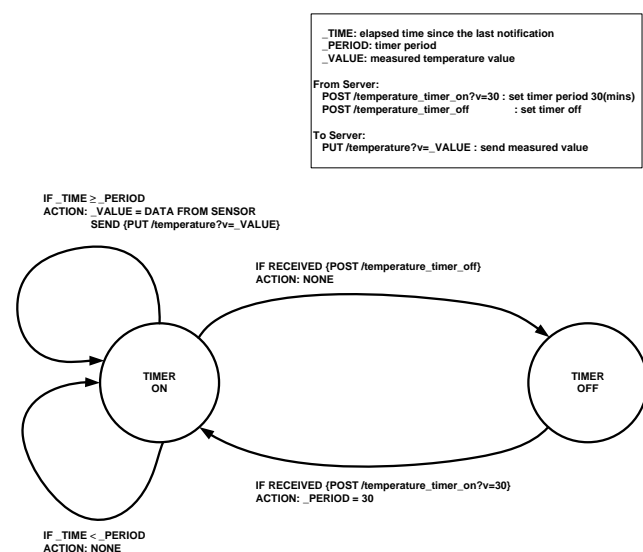 _TIME: elapsed time since the last notification
_PERIOD: timer period
_VALUE: measured temperature value
From Server:
POST /temperature_timer_on?v=30 : set timer period 30(mins)
POST /temperature_timer_off : set timer off
To Server:
PUT /temperature?v=_VALUE : send measured value
IF _TIME ≥ _PERIOD
ACTION: _VALUE = DATA FROM SENSOR
SEND {PUT /temperature?v=_VALUE}
IF RECEIVED {POST /temperature_timer_off}
ACTION: NONE
TIMER
ON
TIMER
OFF
IF RECEIVED {POST /temperature_timer_on?v=30}
ACTION: _PERIOD = 30
IF _TIME < _PERIOD
ACTION: NONE